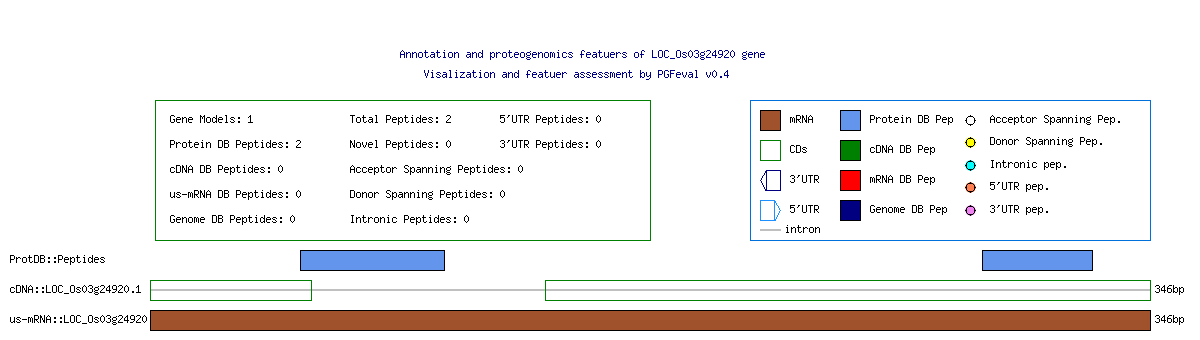 Annotation and proteogenomics featuers of LOC_Os03g24920 gene
Visalization and featuer assessment by PGFeval v0.4
Gene Models: 1 Total Peptides: 2 5'UTR Peptides: 0
Protein DB Peptides: 2 Novel Peptides: 0 3'UTR Peptides: 0
cDNA DB Peptides: 0 Acceptor Spanning Peptides: 0
us-mRNA DB Peptides: 0 Donor Spanning Peptides: 0
Genome DB Peptides: 0 Intronic Peptides: 0
mRNA Protein DB Pep Acceptor Spanning Pep.
CDs cDNA DB Pep Donor Spanning Pep.
3'UTR mRNA DB Pep Intronic pep.
5'UTR Genome DB Pep 5'UTR pep.
intron 3'UTR pep.
ProtDB::Peptides
cDNA::LOC_Os03g24920.1 346bp
us-mRNA::LOC_Os03g24920 346bp